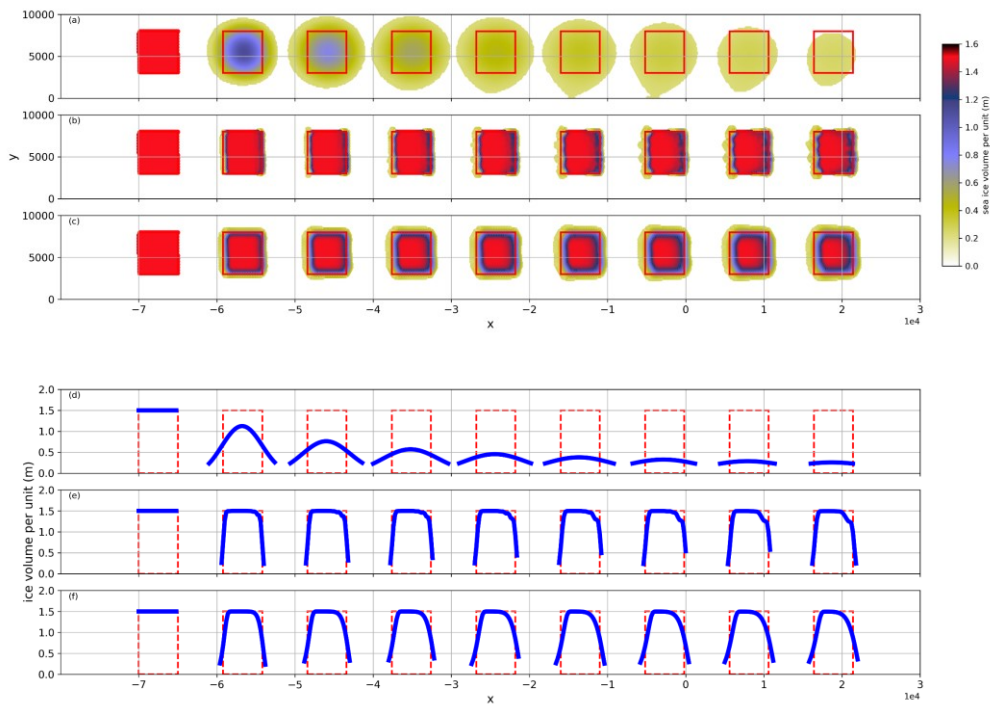 (a)
10000
5000
0
(b)
10000
5000
0
(c)
10000
5000
0
y
−7 −6 −5 −4 −3 −2 −1 0 1 2 3
x
1e4
1.6
1.4
1.2
1.0
0.8
0.6
0.4
0.2
0.0
sea ice volume per unit (m)
(d)
2.0
1.5
1.0
0.5
0.0
(e)
2.0
1.5
1.0
0.5
0.0
(f)
2.0
1.5
1.0
0.5
0.0
ice volume per unit (m)
−7 −6 −5 −4 −3 −2 −1 0 1 2 3
x
1e4